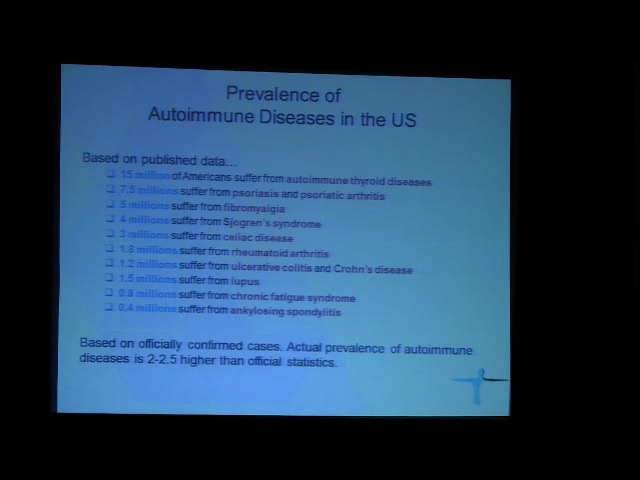 Prevalence of
Autoimmune Diseases in the US
Based on published data...
15 million of Americans suffer from autoimmune thyroid diseases
7.5 millions suffer from psoriasis and psoriatic arthritis
5 millions suffer from fibromyalgia
4 millions suffer from Sjogren's syndrome
3 millions suffer from celiac disease
1.8 millions suffer from rheumatoid arthritis
1.2 millions suffer from ulcerative colitis and Crohn's disease
1.5 millions suffer from lupus
0.8 millions suffer from chronic fatigue syndrome
0.4 millions suffer from ankylosing spondylitis
Based on officially confirmed cases. Actual prevalence of autoimmune
diseases is 2-2.5 higher than official statistics.